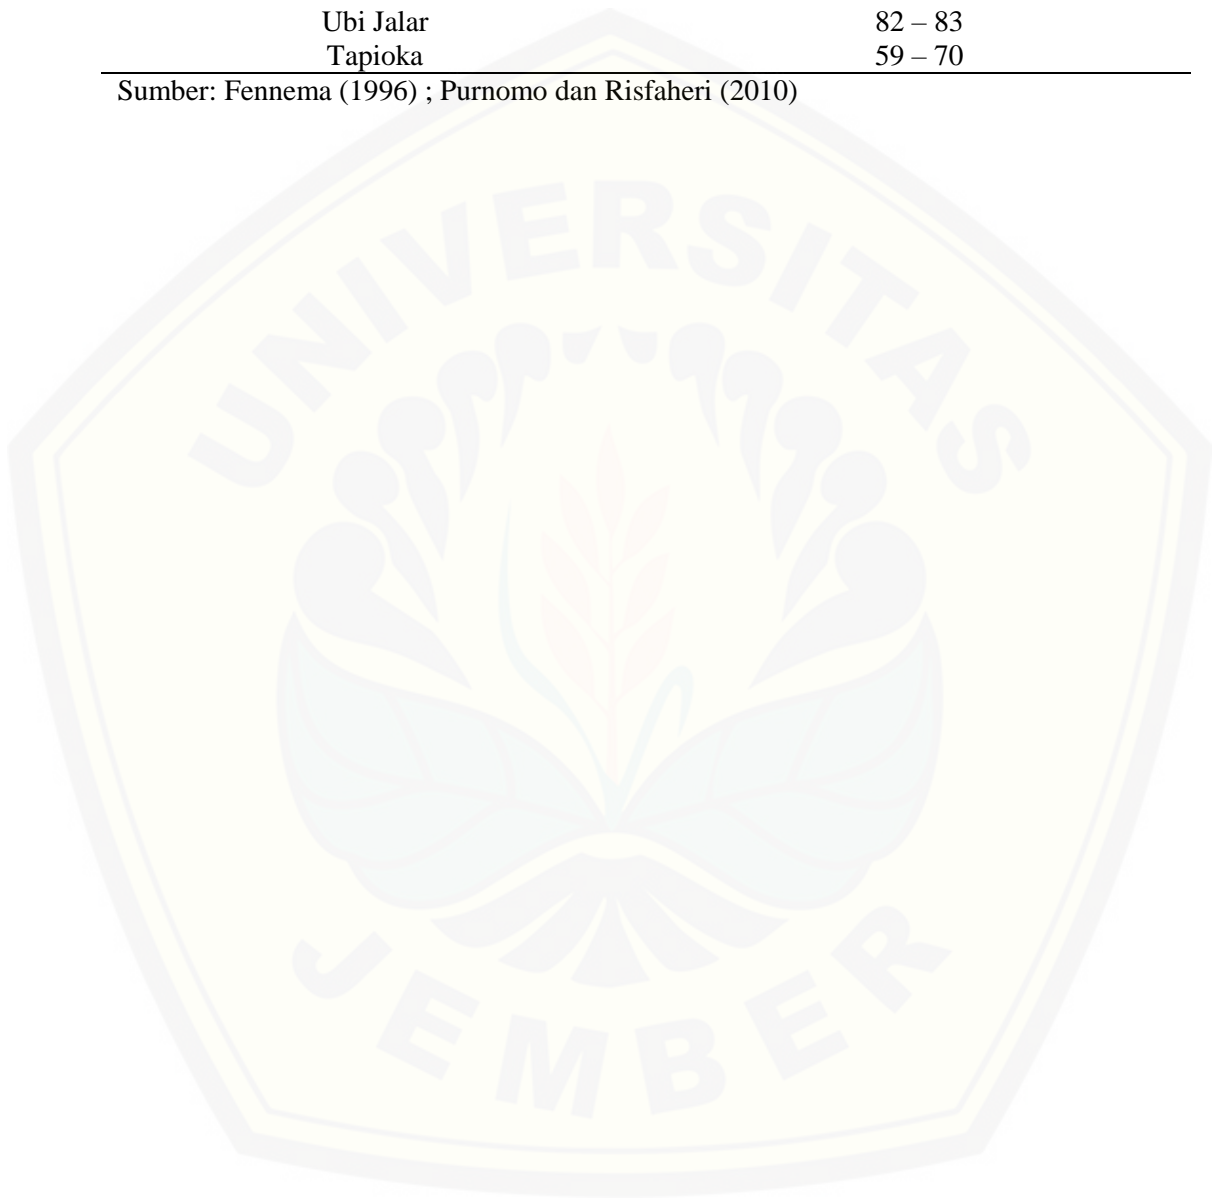 Ubi Jalar 82 – 83
Tapioka 59 – 70
Sumber: Fennema (1996) ; Purnomo dan Risfaheri (2010)
UNIVERSITAS
JEMBER